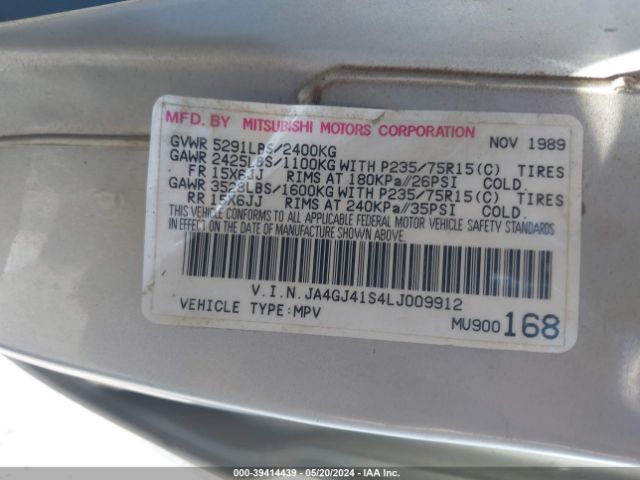 MFD. BY MITSUBISHI MOTORS CORPORATION
GVWR 5291LBS/2400KG NOV 1989
GAWR 2425LBS/1100KG WITH P235/75R15(C) TIRES
FR 15X6JJ RIMS AT 180KPa//26PSI COLD.
GAWR 3528LBS/1600KG WITH P235/75R15(C) TIRES
RR 15X6JJ RIMS AT 240KPa//35PSI COLD.
THIS VEHICLE CONFORMS TO ALL APPLICABLE FEDERAL MOTOR VEHICLE SAFETY STANDARDS
IN EFFECT ON THE DATE OF MANUFACTURE SHOWN ABOVE.
V.I.N.JA4GJ41S4LJ009912
VEHICLE TYPE:MPV
MU900 168
000-39414439 - 05/20/2024 - IAAI.COM